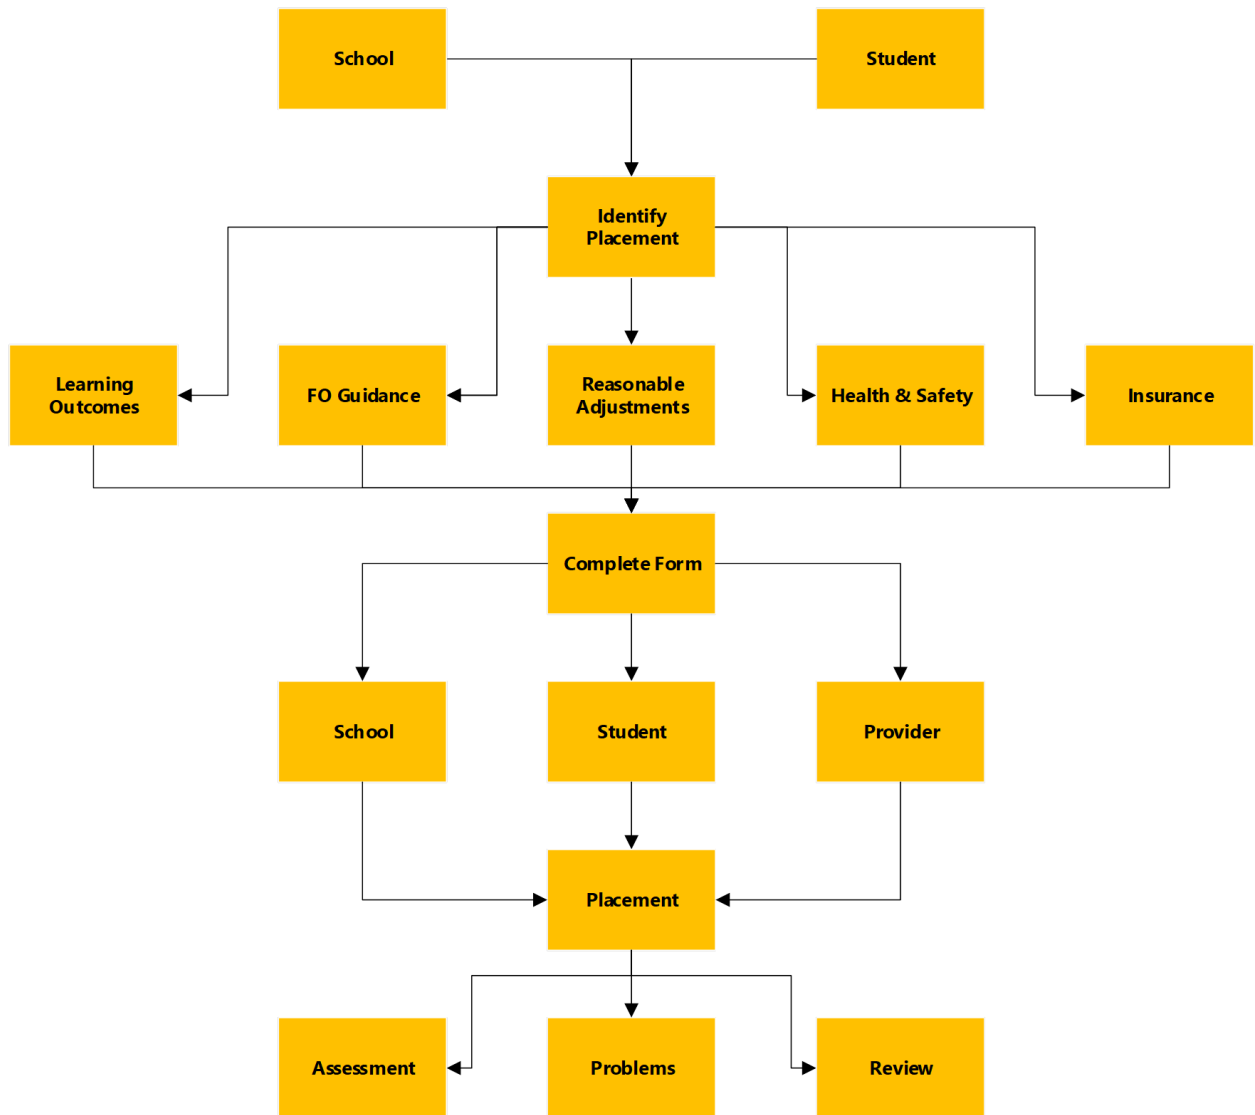 School
Student
Identify
Placement
Learning
Outcomes
FO Guidance
Reasonable
Adjustments
Health & Safety
Insurance
Complete Form
School
Student
Provider
Placement
Assessment
Problems
Review